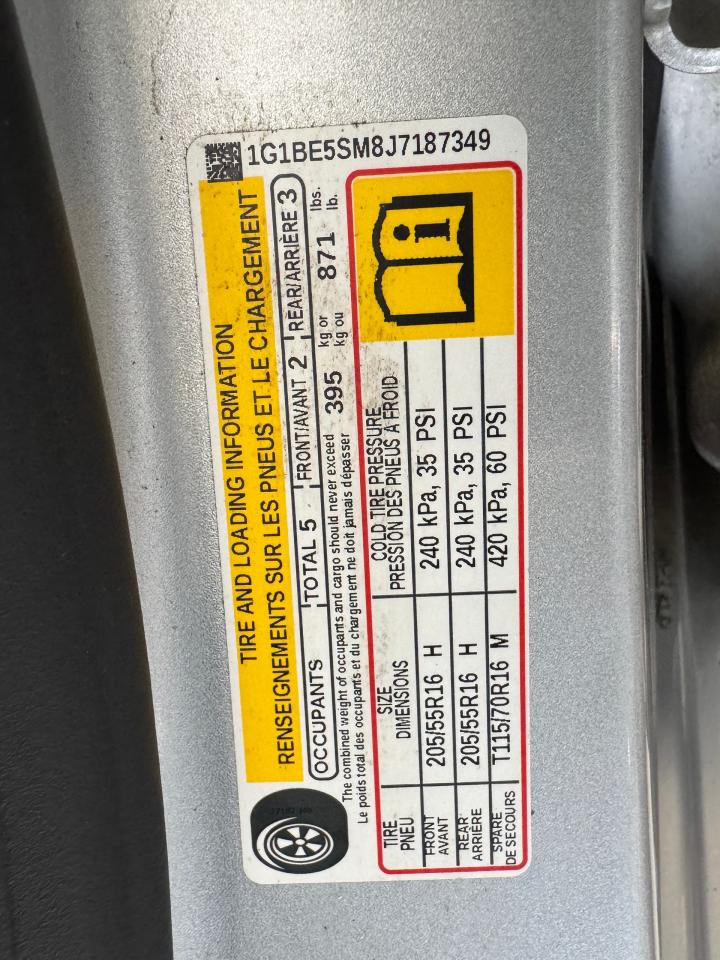 1G1BE5SM8J7187349
TIRE AND LOADING INFORMATION
RENSEIGNEMENTS SUR LES PNEUS ET LE CHARGEMENT
OCCUPANTS TOTAL 5 FRONT/AVANT 2 REAR/ARRIÈRE 3
The combined weight of occupants and cargo should never exceed 395 kg or 871 lbs.
Le poids total des occupants et du chargement ne doit jamais dépasser kg ou lb.
TIRE SIZE COLD TIRE PRESSURE
PNEU DIMENSIONS PRESSION DES PNEUS À FROID
FRONT 205/55R16 H 240 kPa, 35 PSI
AVANT
REAR 205/55R16 H 240 kPa, 35 PSI
ARRIÈRE
SPARE T115/70R16 M 420 kPa, 60 PSI
DE SECOURS